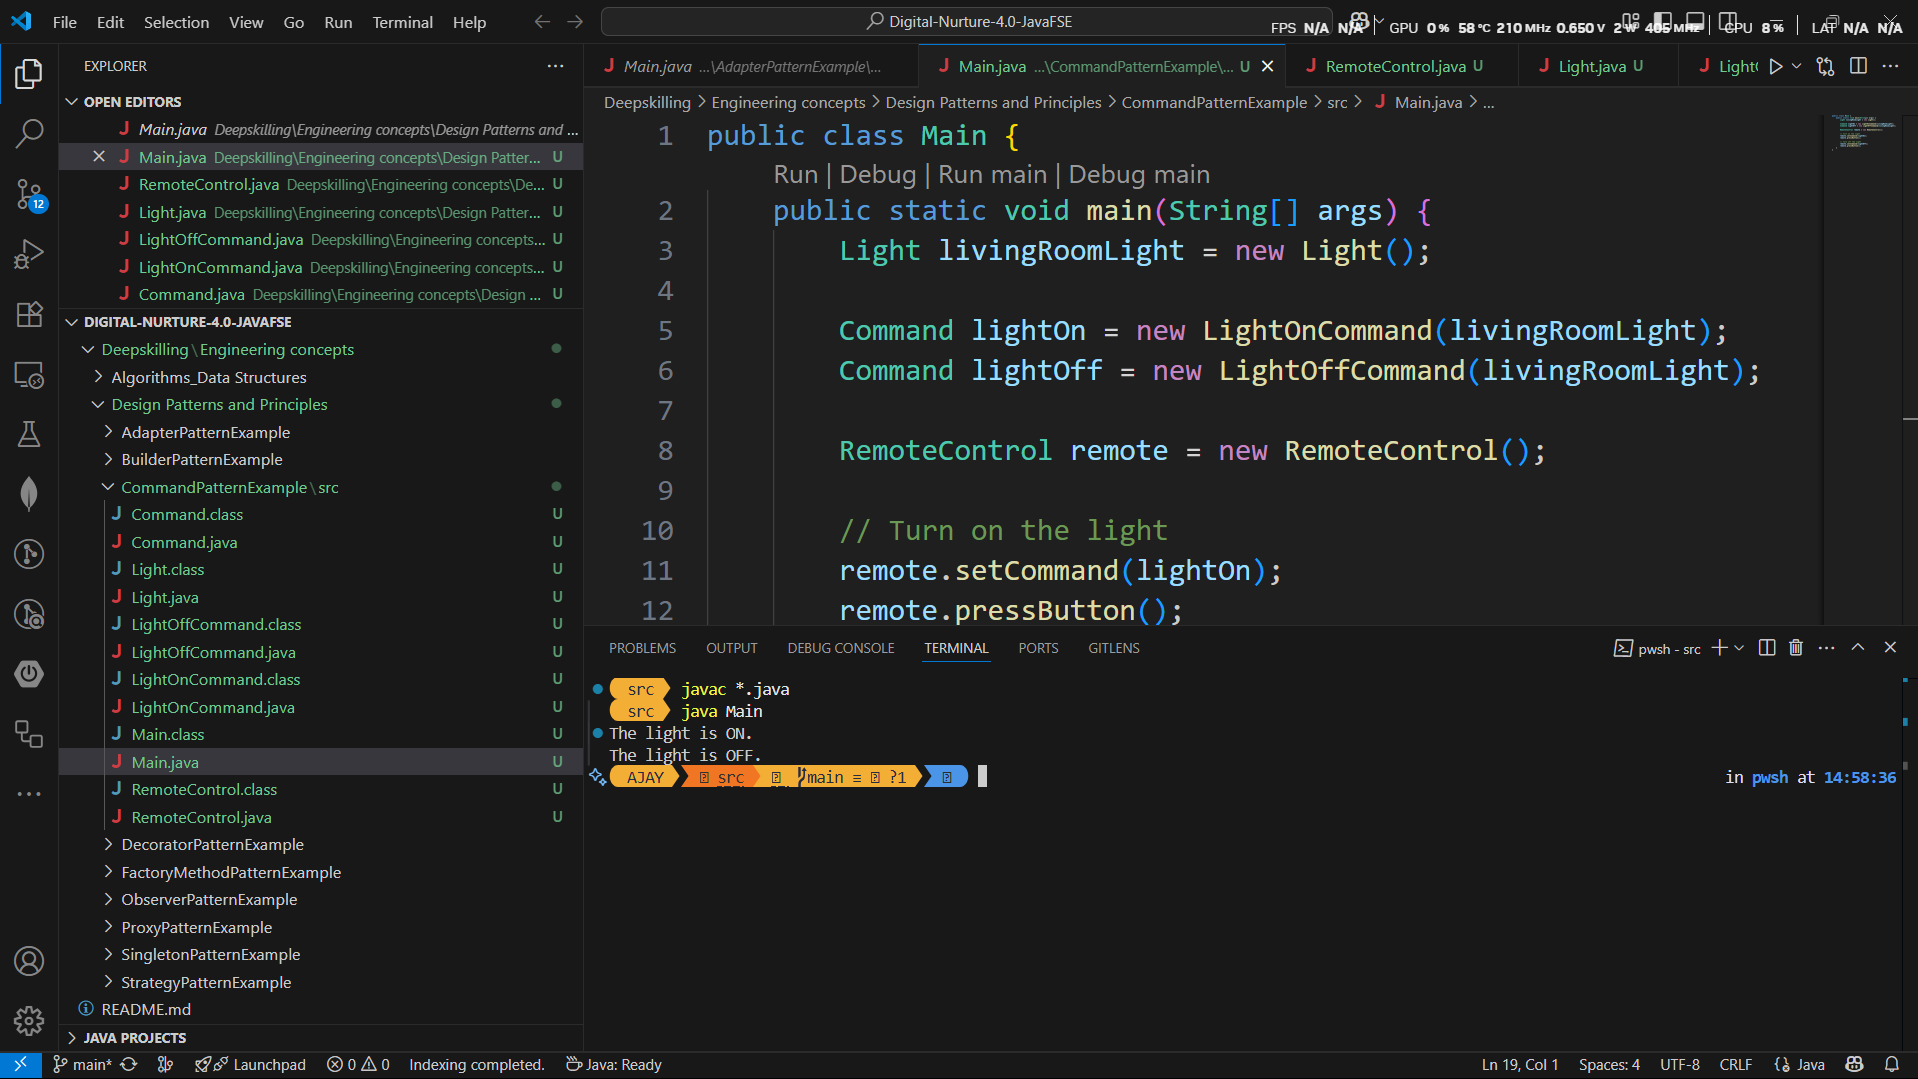 File Edit Selection View Go Run Terminal Help
Digital-Nurture-4.0-JavaFSE
FPS N/A N/A GPU 0 % 58 °C 210 MHz 0.650 V 2 W 405 MHz CPU 8 % LAT N/A N/A
EXPLORER
OPEN EDITORS
Main.java Deepskilling\Engineering concepts\Design Patterns and ...
Main.java Deepskilling\Engineering concepts\Design Patter... U
RemoteControl.java Deepskilling\Engineering concepts\De... U
Light.java Deepskilling\Engineering concepts\Design Patter... U
LightOffCommand.java Deepskilling\Engineering concepts... U
LightOnCommand.java Deepskilling\Engineering concepts... U
Command.java Deepskilling\Engineering concepts\Design ... U
DIGITAL-NURTURE-4.0-JAVAFSE
Deepskilling\Engineering concepts
Algorithms_Data Structures
Design Patterns and Principles
AdapterPatternExample
BuilderPatternExample
CommandPatternExample\src
Command.class U
Command.java U
Light.class U
Light.java U
LightOffCommand.class U
LightOffCommand.java U
LightOnCommand.class U
LightOnCommand.java U
Main.class U
Main.java U
RemoteControl.class U
RemoteControl.java U
DecoratorPatternExample
FactoryMethodPatternExample
ObserverPatternExample
ProxyPatternExample
SingletonPatternExample
StrategyPatternExample
README.md
JAVA PROJECTS
12
Main.java ...\AdapterPatternExample\...
Main.java ...\CommandPatternExample\... U
RemoteControl.java U
Light.java U
Deepskilling > Engineering concepts > Design Patterns and Principles > CommandPatternExample > src > Main.java > ...
1 public class Main {
Run | Debug | Run main | Debug main
2 public static void main(String[] args) {
3 Light livingRoomLight = new Light();
4
5 Command lightOn = new LightOnCommand(livingRoomLight);
6 Command lightOff = new LightOffCommand(livingRoomLight);
7
8 RemoteControl remote = new RemoteControl();
9
10 // Turn on the light
11 remote.setCommand(lightOn);
12 remote.pressButton();
PROBLEMS OUTPUT DEBUG CONSOLE TERMINAL PORTS GITLENS
pwsh - src
src javac *.java
src java Main
The light is ON.
The light is OFF.
AJAY src main ≡ ?1
in pwsh at 14:58:36
main* Launchpad 0 0 Indexing completed. Java: Ready
Ln 19, Col 1 Spaces: 4 UTF-8 CRLF Java